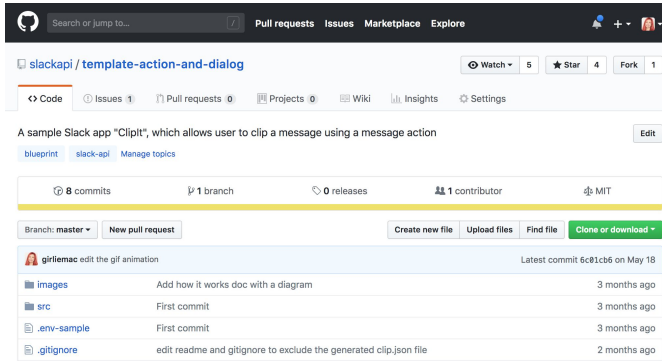 Search or jump to... /
Pull requests Issues Marketplace Explore
slackapi / template-action-and-dialog
Watch 5 Star 4 Fork 1
Code Issues 1 Pull requests 0 Projects 0 Wiki Insights Settings
A sample Slack app "ClipIt", which allows user to clip a message using a message action
Edit
blueprint slack-api Manage topics
8 commits 1 branch 0 releases 1 contributor MIT
Branch: master New pull request Create new file Upload files Find file Clone or download
girliemac edit the gif animation Latest commit 6c01cb6 on May 18
images Add how it works doc with a diagram 3 months ago
src First commit 3 months ago
.env-sample First commit 3 months ago
.gitignore edit readme and gitignore to exclude the generated clip.json file 2 months ago